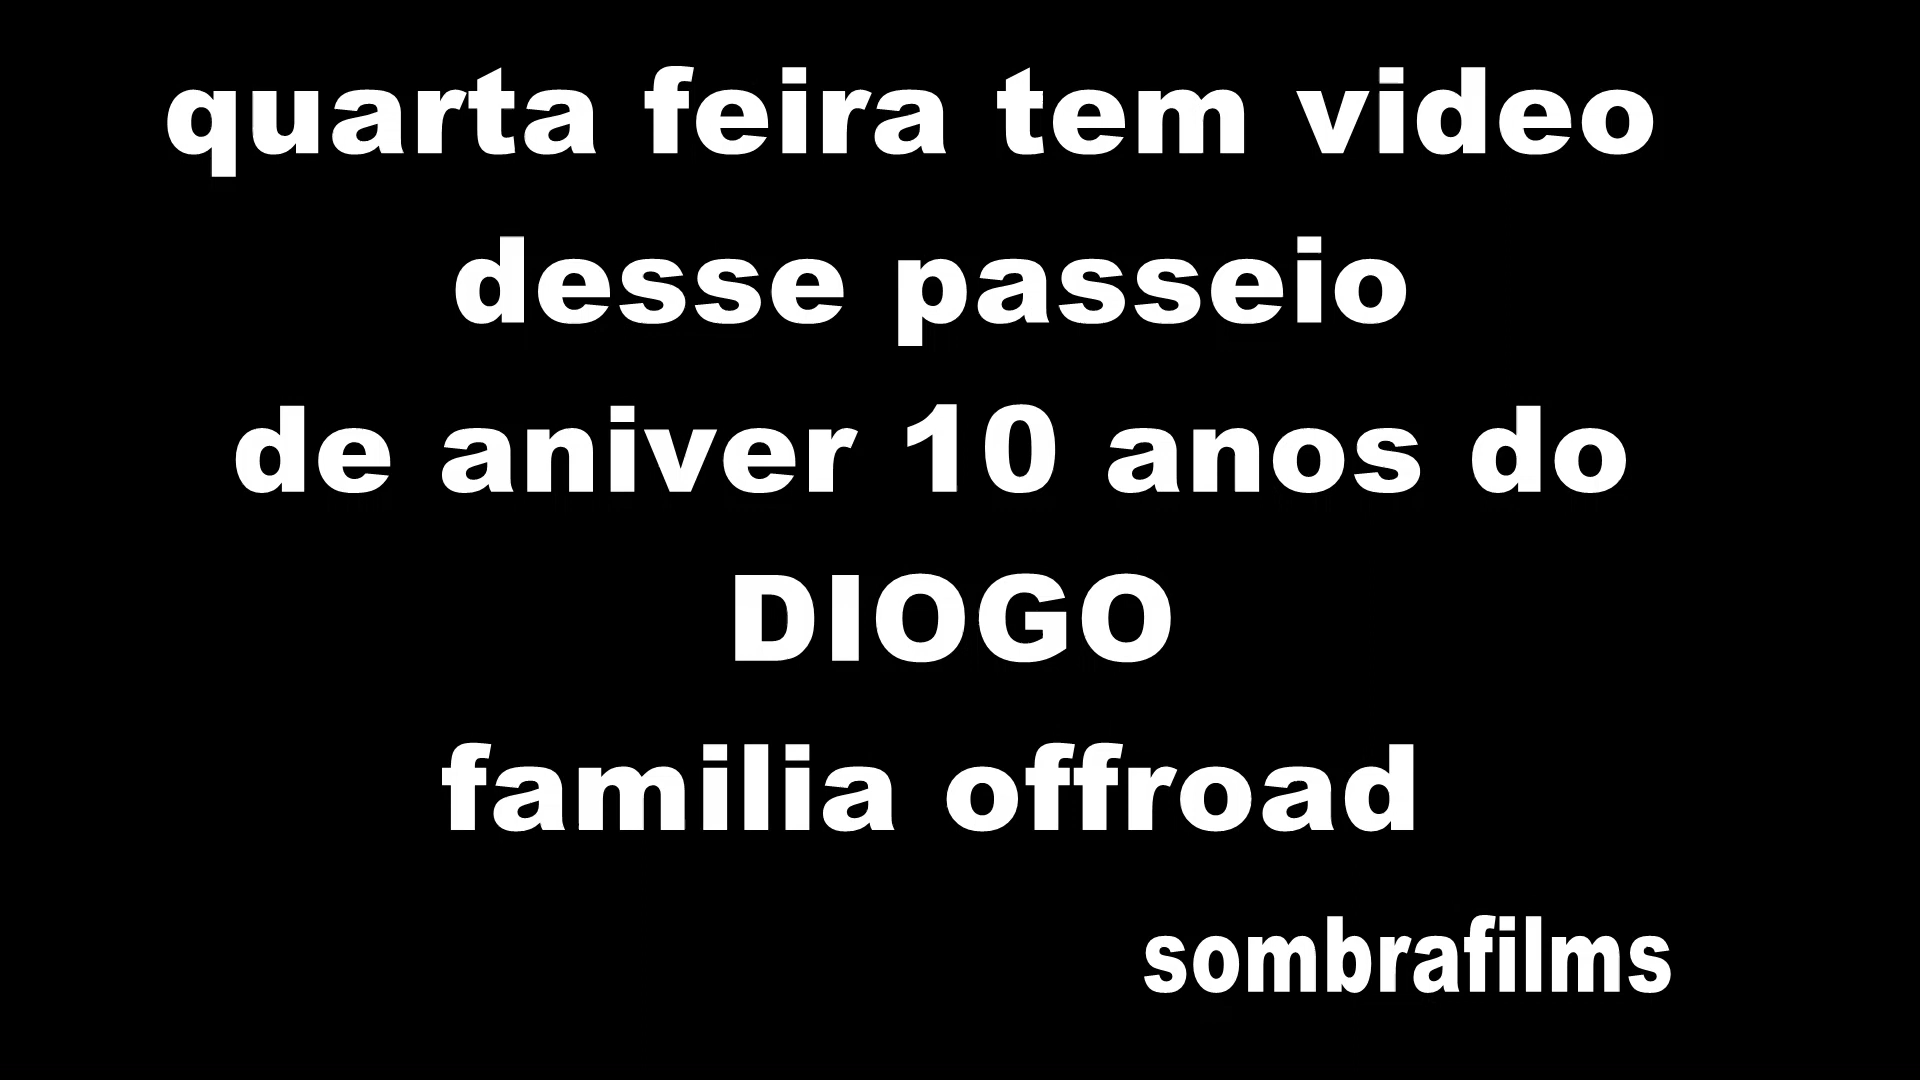 quarta feira tem video
desse passeio
de aniver 10 anos do
DIOGO
familia offroad
sombrafilms